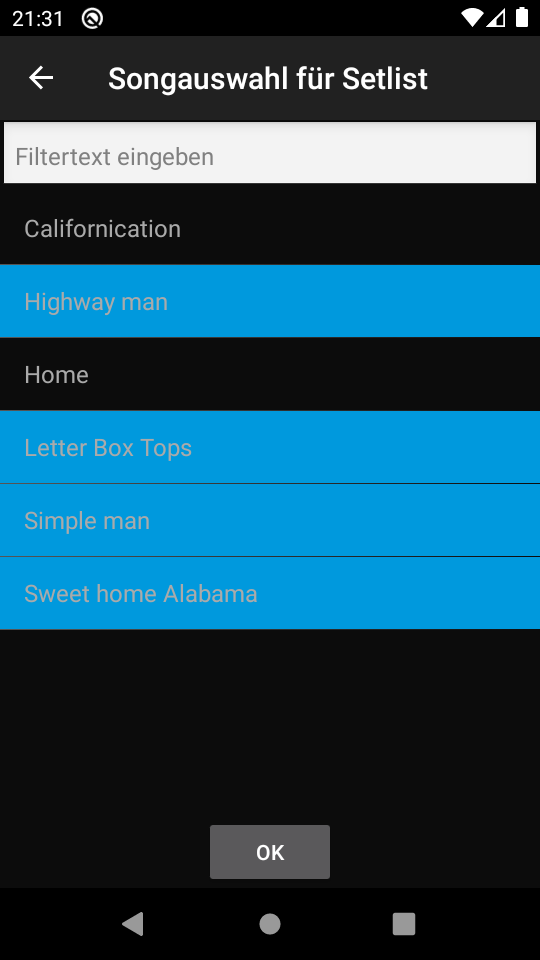 21:31
Songauswahl für Setlist
Filtertext eingeben
Californication
Highway man
Home
Letter Box Tops
Simple man
Sweet home Alabama
OK